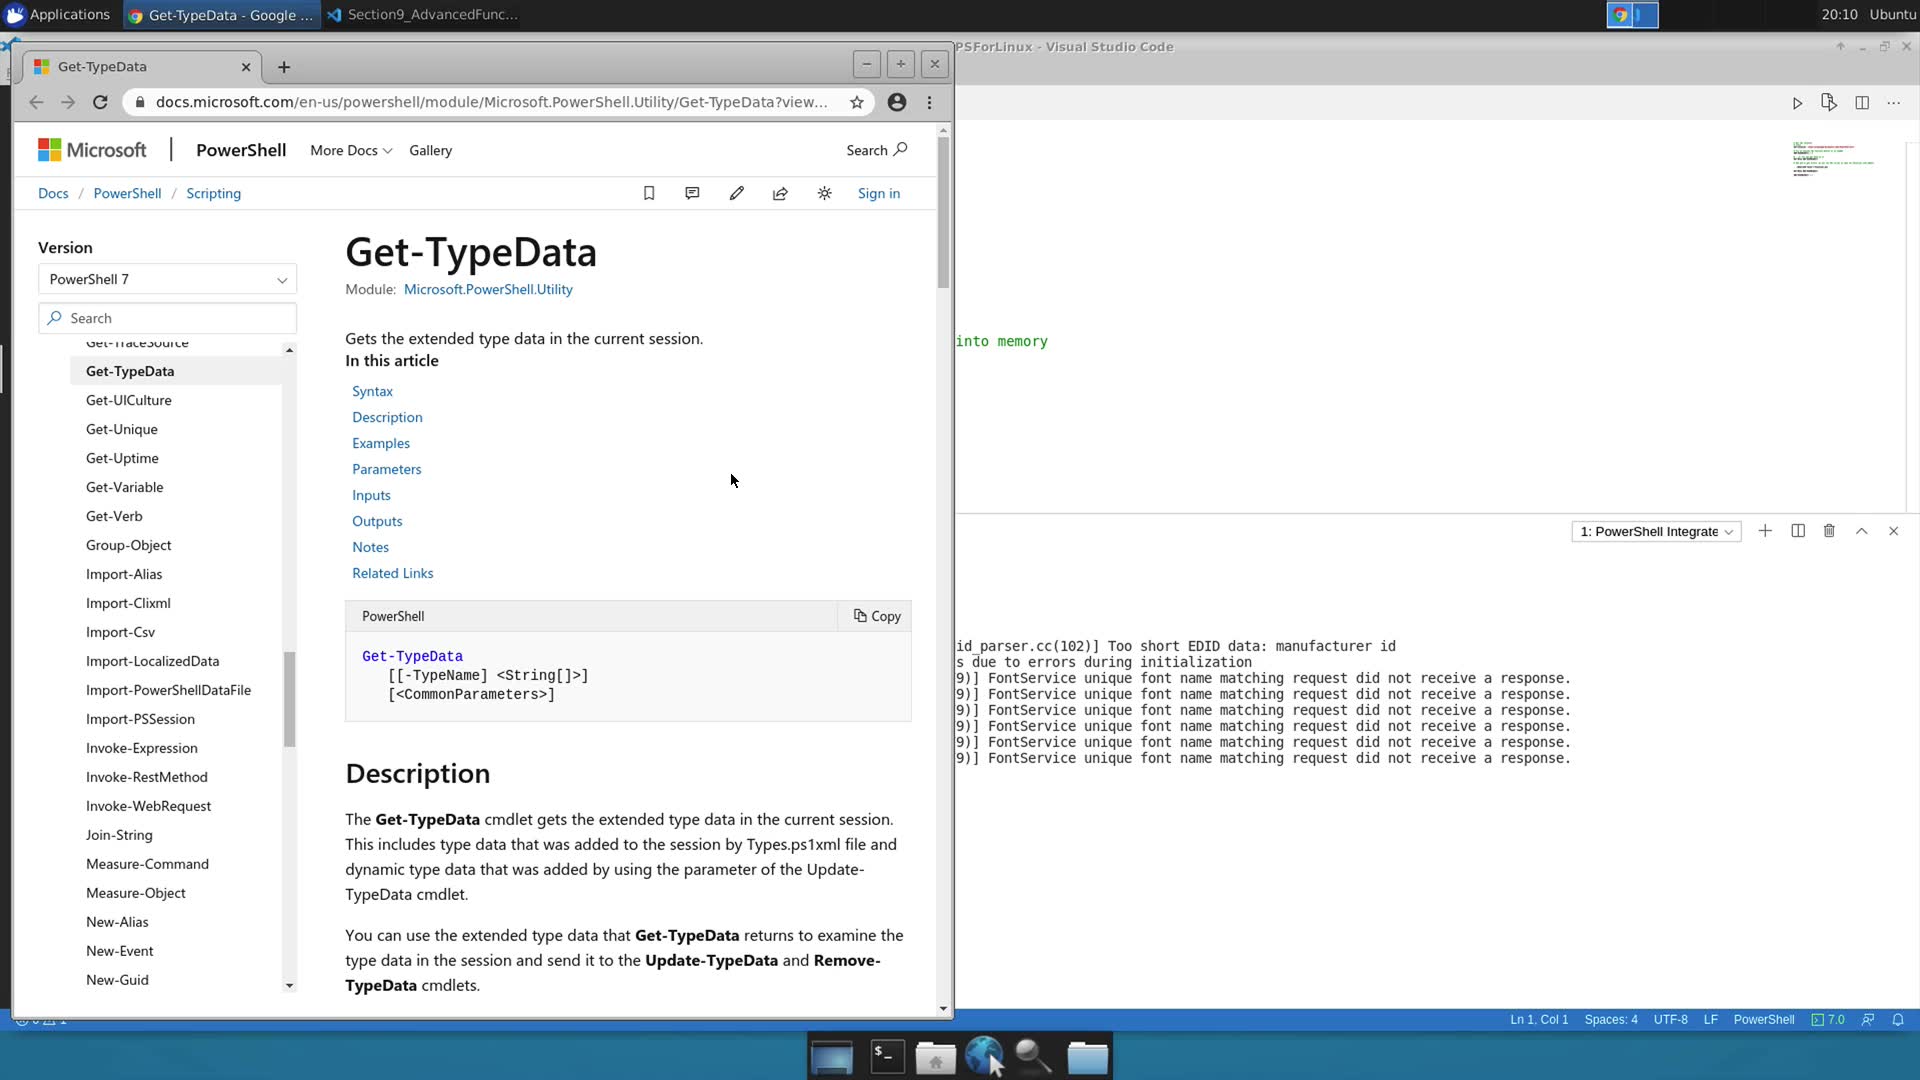 Applications
Get-TypeData - Google ...
Section9_AdvancedFunc...
20:10
Ubuntu
PSForLinux - Visual Studio Code
Get-TypeData
docs.microsoft.com/en-us/powershell/module/Microsoft.PowerShell.Utility/Get-TypeData?view...
Microsoft
PowerShell
More Docs
Gallery
Search
Docs / PowerShell / Scripting
Sign in
Version
PowerShell 7
Search
Get-TraceSource
Get-TypeData
Get-UICulture
Get-Unique
Get-Uptime
Get-Variable
Get-Verb
Group-Object
Import-Alias
Import-Clixml
Import-Csv
Import-LocalizedData
Import-PowerShellDataFile
Import-PSSession
Invoke-Expression
Invoke-RestMethod
Invoke-WebRequest
Join-String
Measure-Command
Measure-Object
New-Alias
New-Event
New-Guid
Get-TypeData
Module: Microsoft.PowerShell.Utility
Gets the extended type data in the current session.
In this article
Syntax
Description
Examples
Parameters
Inputs
Outputs
Notes
Related Links
PowerShell
Copy
Get-TypeData
[[-TypeName] <String[]>]
[<CommonParameters>]
Description
The Get-TypeData cmdlet gets the extended type data in the current session.
This includes type data that was added to the session by Types.ps1xml file and
dynamic type data that was added by using the parameter of the Update-
TypeData cmdlet.
You can use the extended type data that Get-TypeData returns to examine the
type data in the session and send it to the Update-TypeData and Remove-
TypeData cmdlets.
into memory
1: PowerShell Integrate
id_parser.cc(102)] Too short EDID data: manufacturer id
s due to errors during initialization
9)] FontService unique font name matching request did not receive a response.
9)] FontService unique font name matching request did not receive a response.
9)] FontService unique font name matching request did not receive a response.
9)] FontService unique font name matching request did not receive a response.
9)] FontService unique font name matching request did not receive a response.
9)] FontService unique font name matching request did not receive a response.
Ln 1, Col 1
Spaces: 4
UTF-8
LF
PowerShell
7.0